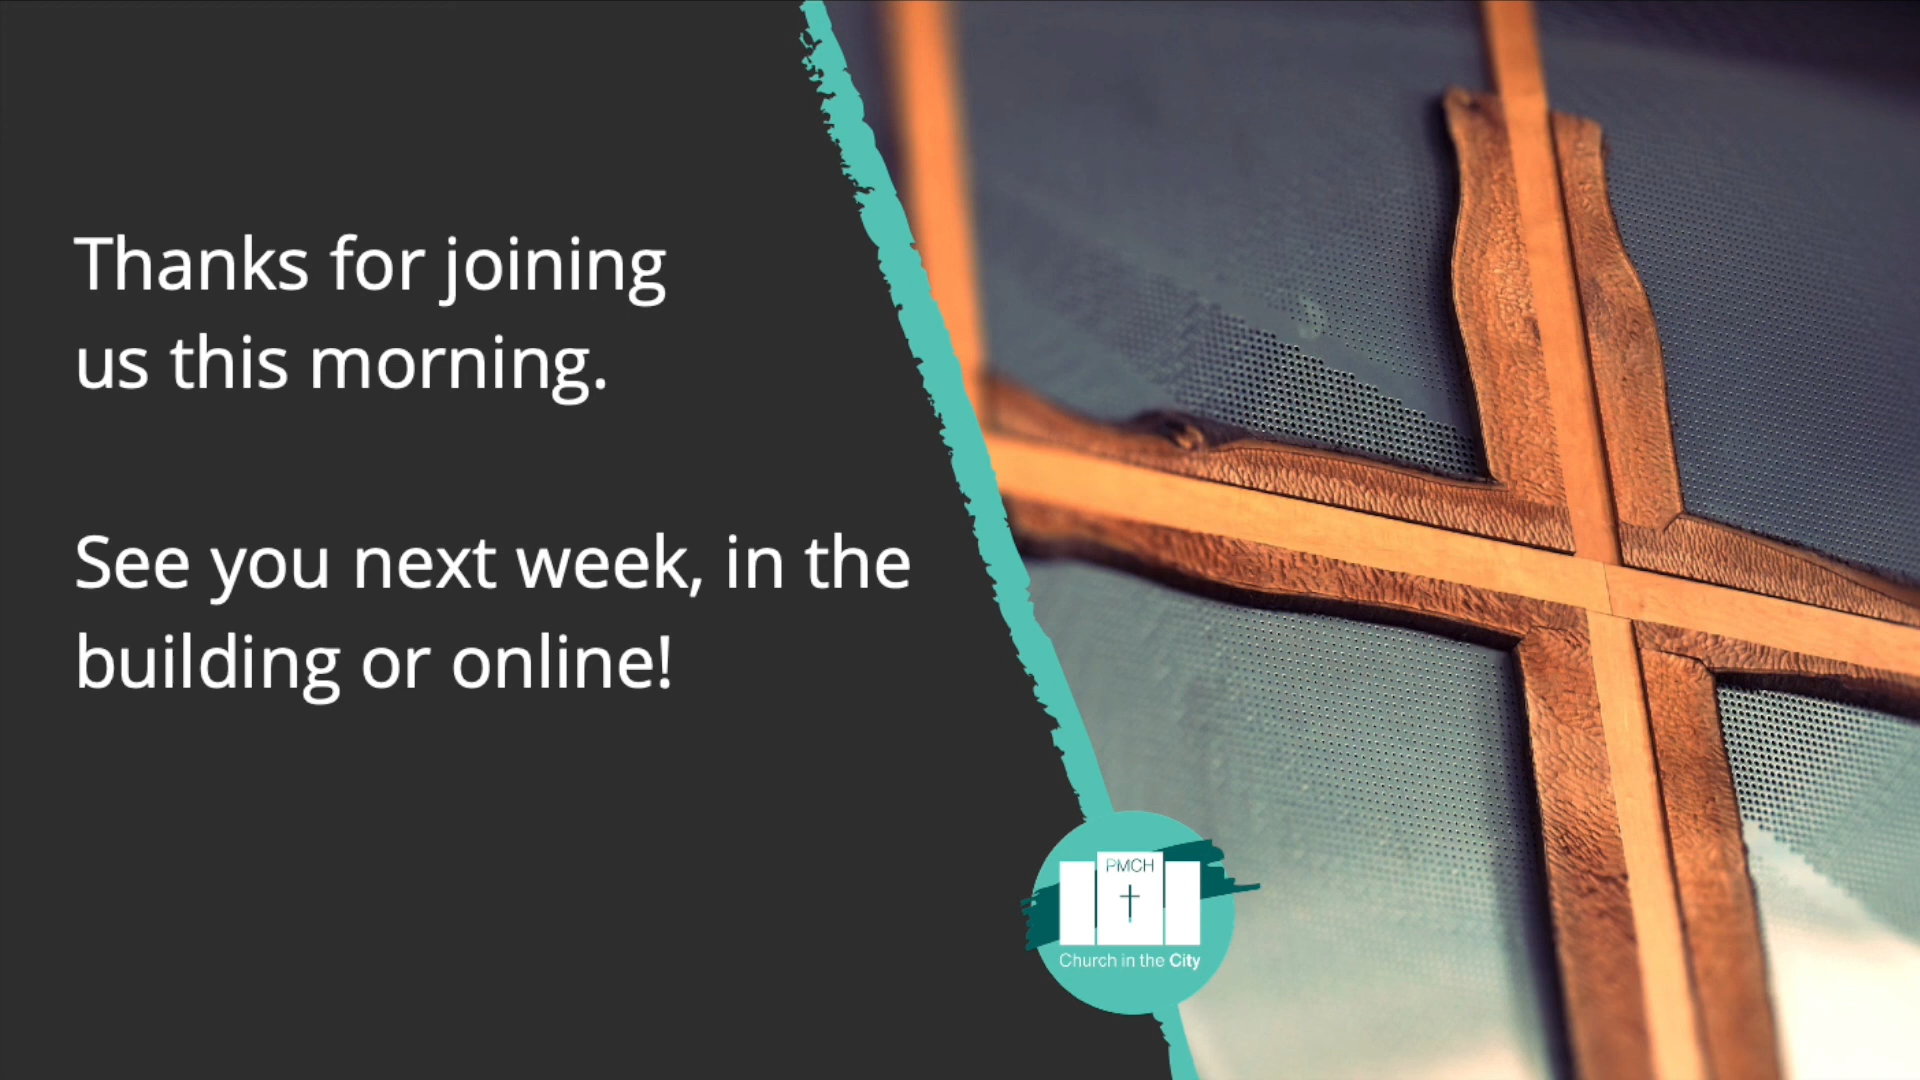 Thanks for joining
us this morning.
See you next week, in the
building or online!
PMCH
Church in the City